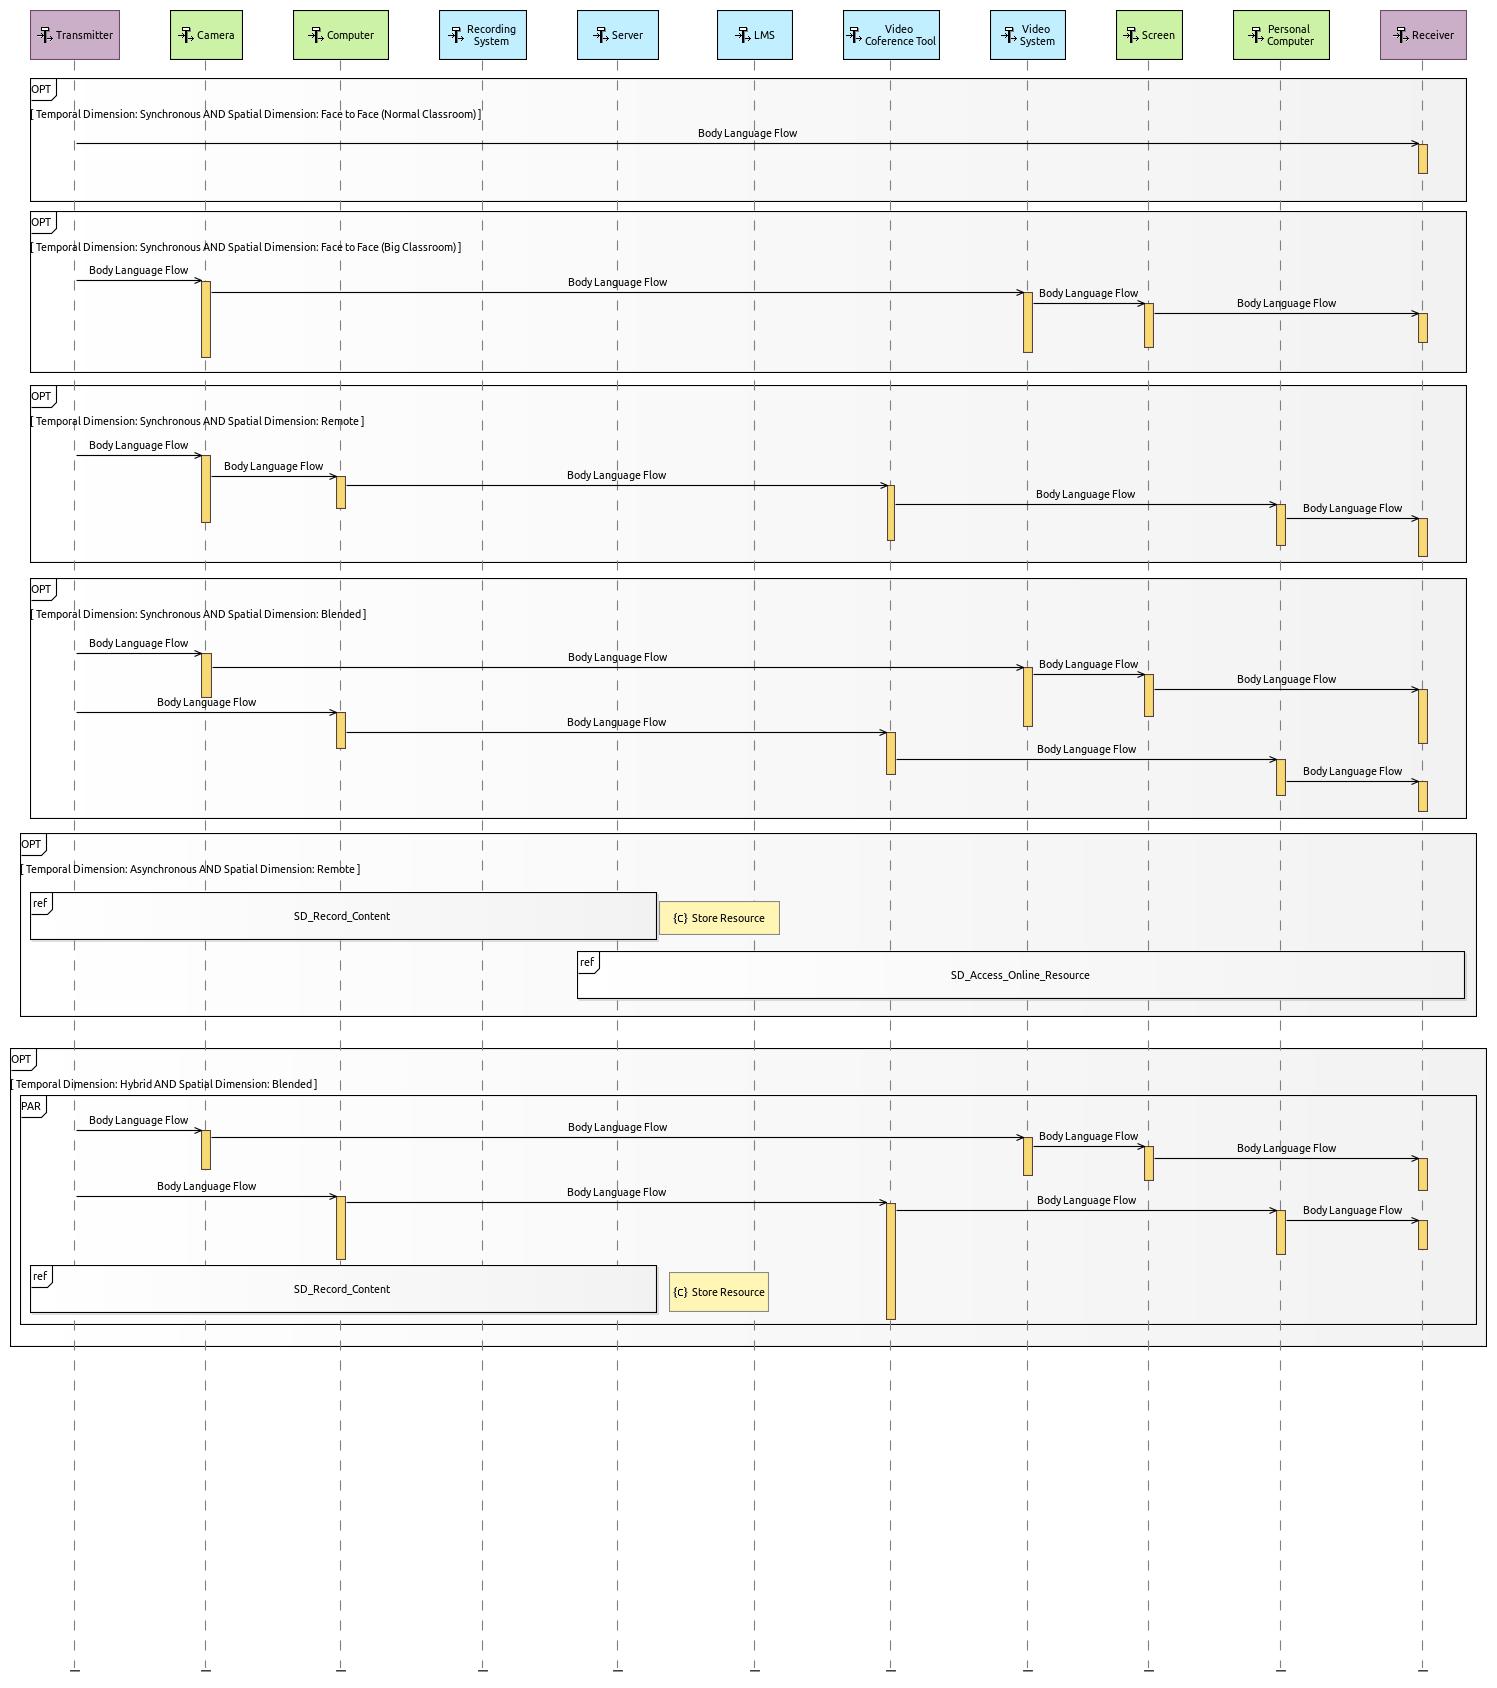 Transmitter
Camera
Computer
Recording
System
Server
LMS
Video
Coference Tool
Video
System
Screen
Personal
Computer
Receiver
OPT
[ Temporal Dimension: Synchronous AND Spatial Dimension: Face to Face (Normal Classroom) ]
Body Language Flow
OPT
[ Temporal Dimension: Synchronous AND Spatial Dimension: Face to Face (Big Classroom) ]
Body Language Flow
Body Language Flow
Body Language Flow
Body Language Flow
OPT
[ Temporal Dimension: Synchronous AND Spatial Dimension: Remote ]
Body Language Flow
Body Language Flow
Body Language Flow
Body Language Flow
Body Language Flow
OPT
[ Temporal Dimension: Synchronous AND Spatial Dimension: Blended ]
Body Language Flow
Body Language Flow
Body Language Flow
Body Language Flow
Body Language Flow
Body Language Flow
Body Language Flow
Body Language Flow
OPT
[ Temporal Dimension: Asynchronous AND Spatial Dimension: Remote ]
ref
SD_Record_Content
{C} Store Resource
ref
SD_Access_Online_Resource
OPT
[ Temporal Dimension: Hybrid AND Spatial Dimension: Blended ]
PAR
Body Language Flow
Body Language Flow
Body Language Flow
Body Language Flow
Body Language Flow
Body Language Flow
Body Language Flow
Body Language Flow
ref
SD_Record_Content
{C} Store Resource